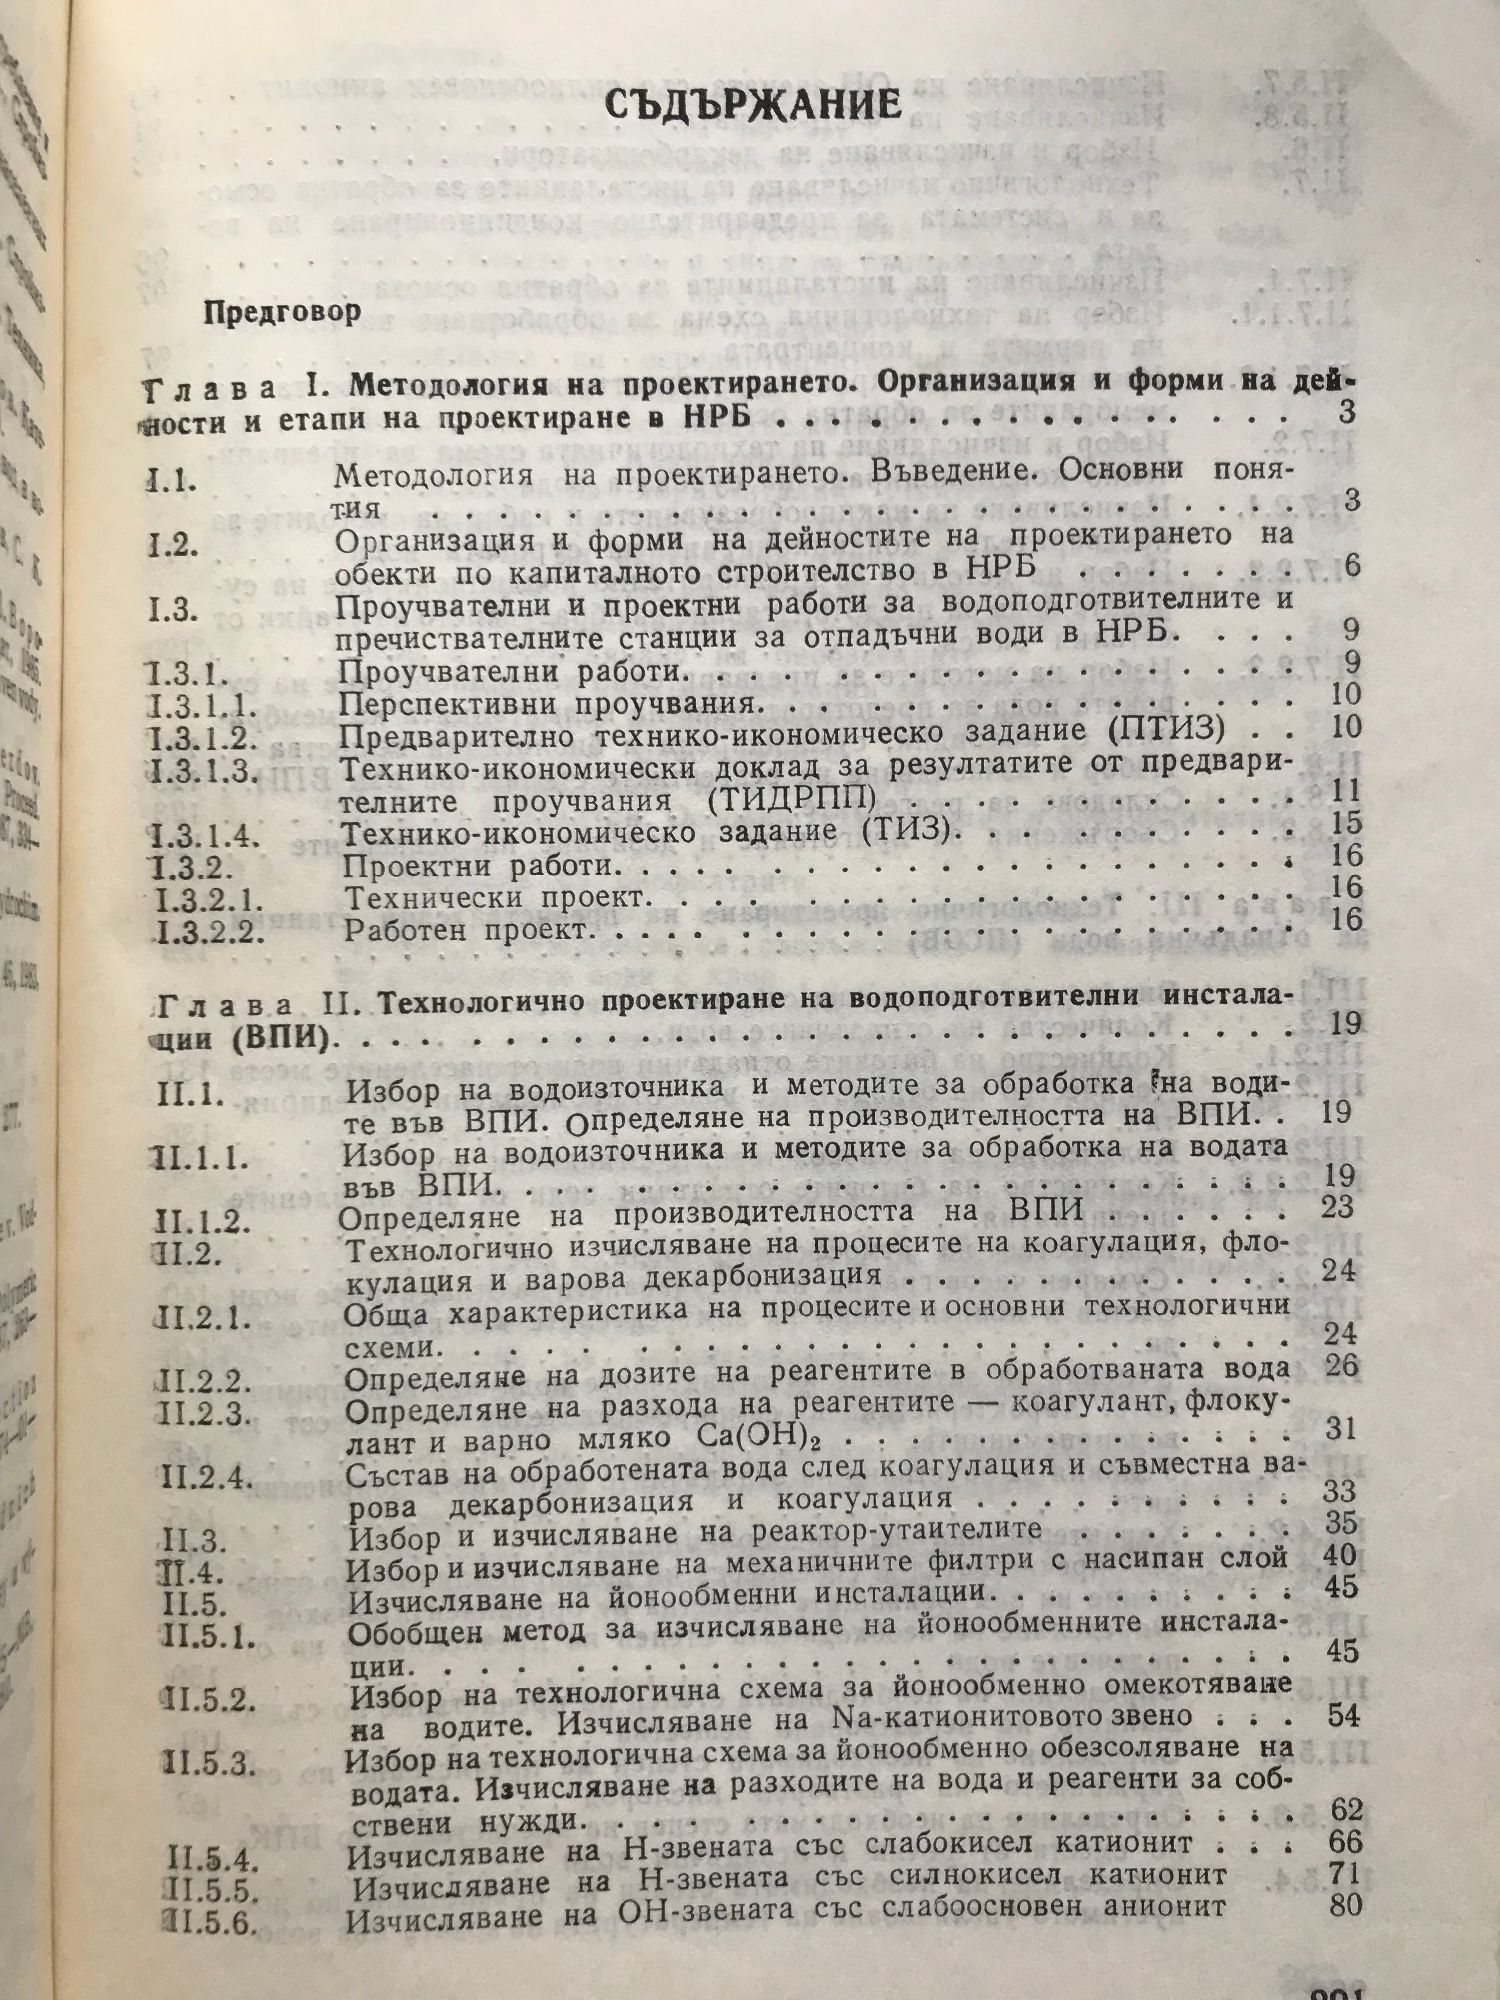 СЪДЪРЖАНИЕ
Предговор
Глава I. Методология на проектирането. Организация и форми на дей-
ности и етапи на проектиране в НРБ . . . . . . . . . . . . . . . . 3
I.1. Методология на проектирането. Въведение. Основни поня-
тия . . . . . . . . . . . . . . . . . . . . . . 3
I.2. Организация и форми на дейностите на проектирането на
обекти по капиталното строителство в НРБ . . . . . . . 6
I.3. Проучвателни и проектни работи за водоподготвителните и
пречиствателните станции за отпадъчни води в НРБ. . . . 9
I.3.1. Проучвателни работи. . . . . . . . . . . . . . . . . . 9
I.3.1.1. Перспективни проучвания. . . . . . . . . . . . . . . . 10
I.3.1.2. Предварително технико-икономическо задание (ПТИЗ) . . 10
I.3.1.3. Технико-икономически доклад за резултатите от предвари-
телните проучвания (ТИДРПП) . . . . . . . . . . . . 11
I.3.1.4. Технико-икономическо задание (ТИЗ). . . . . . . . . . 15
I.3.2. Проектни работи. . . . . . . . . . . . . . . . . . . . 16
I.3.2.1. Технически проект. . . . . . . . . . . . . . . . . . . 16
I.3.2.2. Работен проект. . . . . . . . . . . . . . . . . . . . . 16
Глава II. Технологично проектиране на водоподготвителни инстала-
ции (ВПИ). . . . . . . . . . . . . . . . . . . . . . . . . . . . . 19
II.1. Избор на водоизточника и методите за обработка на води-
те във ВПИ. Определяне на производителността на ВПИ. . 19
II.1.1. Избор на водоизточника и методите за обработка на водата
във ВПИ. . . . . . . . . . . . . . . . . . . . . . . 19
II.1.2. Определяне на производителността на ВПИ . . . . . . 23
II.2. Технологично изчисляване на процесите на коагулация, фло-
кулация и варова декарбонизация . . . . . . . . . . . . 24
II.2.1. Обща характеристика на процесите и основни технологични
схеми. . . . . . . . . . . . . . . . . . . . . . . . 24
II.2.2. Определяне на дозите на реагентите в обработваната вода 26
II.2.3. Определяне на разхода на реагентите — коагулант, флоку-
лант и варно мляко Ca(OH)₂ . . . . . . . . . . . . . . 31
II.2.4. Състав на обработената вода след коагулация и съвместна ва-
рова декарбонизация и коагулация . . . . . . . . . . 33
II.3. Избор и изчисляване на реактор-утаителите . . . . . . . 35
II.4. Избор и изчисляване на механичните филтри с насипан слой 40
II.5. Изчисляване на йонообменни инсталации. . . . . . . . . 45
II.5.1. Обобщен метод за изчисляване на йонообменните инстала-
ции. . . . . . . . . . . . . . . . . . . . . . . . . 45
II.5.2. Избор на технологична схема за йонообменно омекотяване
на водите. Изчисляване на Na-катионитовото звено . . . 54
II.5.3. Избор на технологична схема за йонообменно обезсоляване на
водата. Изчисляване на разходите на вода и реагенти за соб-
ствени нужди. . . . . . . . . . . . . . . . . . . . 62
II.5.4. Изчисляване на Н-звената със слабокисел катионит . . . 66
II.5.5. Изчисляване на Н-звената със силнокисел катионит 71
II.5.6. Изчисляване на ОН-звената със слабоосновен анионит 80